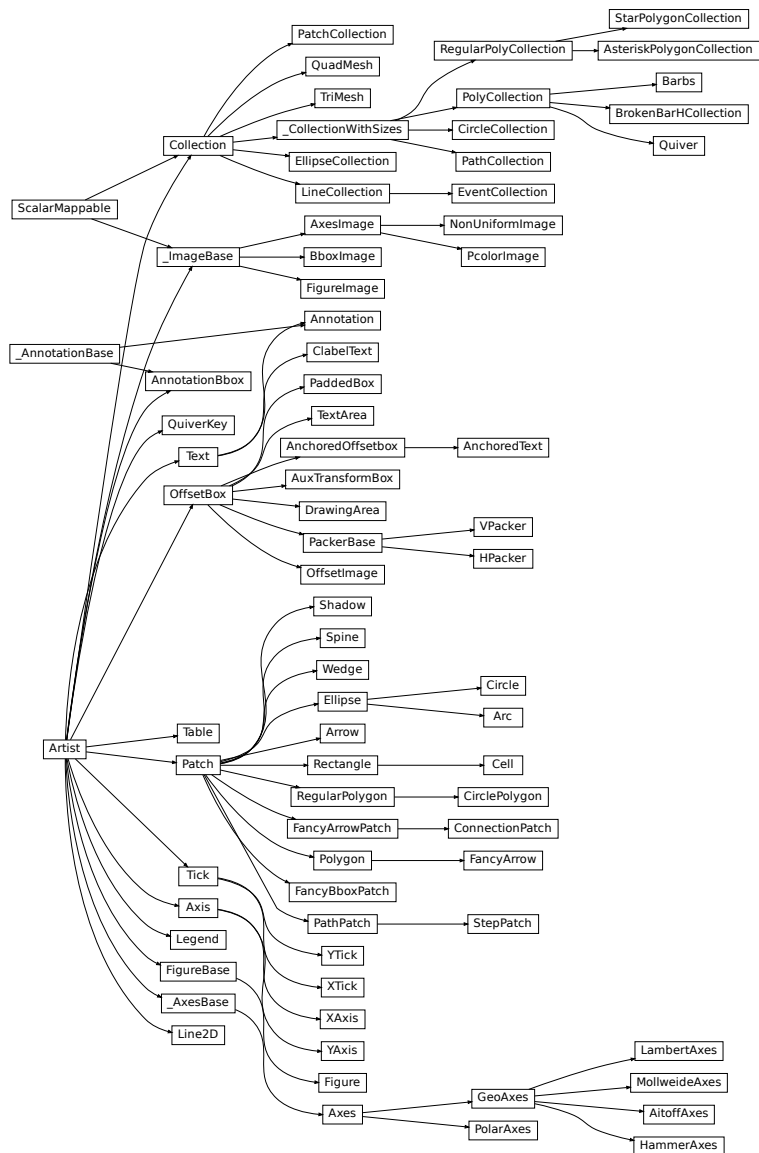 StarPolygonCollection
PatchCollection
RegularPolyCollection
AsteriskPolygonCollection
QuadMesh
Barbs
TriMesh
PolyCollection
BrokenBarHCollection
_CollectionWithSizes
CircleCollection
Collection
Quiver
EllipseCollection
PathCollection
LineCollection
EventCollection
ScalarMappable
AxesImage
NonUniformImage
_ImageBase
BboxImage
PcolorImage
FigureImage
Annotation
_AnnotationBase
ClabelText
AnnotationBbox
PaddedBox
TextArea
QuiverKey
AnchoredOffsetbox
AnchoredText
Text
AuxTransformBox
OffsetBox
DrawingArea
VPacker
PackerBase
HPacker
OffsetImage
Shadow
Spine
Wedge
Circle
Ellipse
Arc
Table
Arrow
Artist
Patch
Rectangle
Cell
RegularPolygon
CirclePolygon
FancyArrowPatch
ConnectionPatch
Polygon
FancyArrow
Tick
FancyBboxPatch
Axis
PathPatch
StepPatch
Legend
YTick
FigureBase
XTick
_AxesBase
XAxis
Line2D
YAxis
LambertAxes
Figure
MollweideAxes
GeoAxes
Axes
AitoffAxes
PolarAxes
HammerAxes